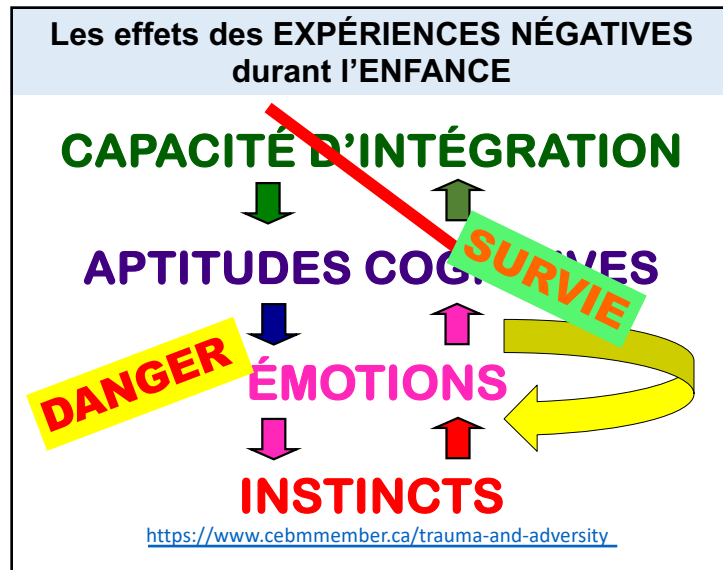 Les effets des EXPÉRIENCES NÉGATIVES
durant l’ENFANCE
CAPACITÉ D’INTÉGRATION
APTITUDES COGNITIVES
SURVIE
DANGER
ÉMOTIONS
INSTINCTS
https://www.cebmmember.ca/trauma-and-adversity